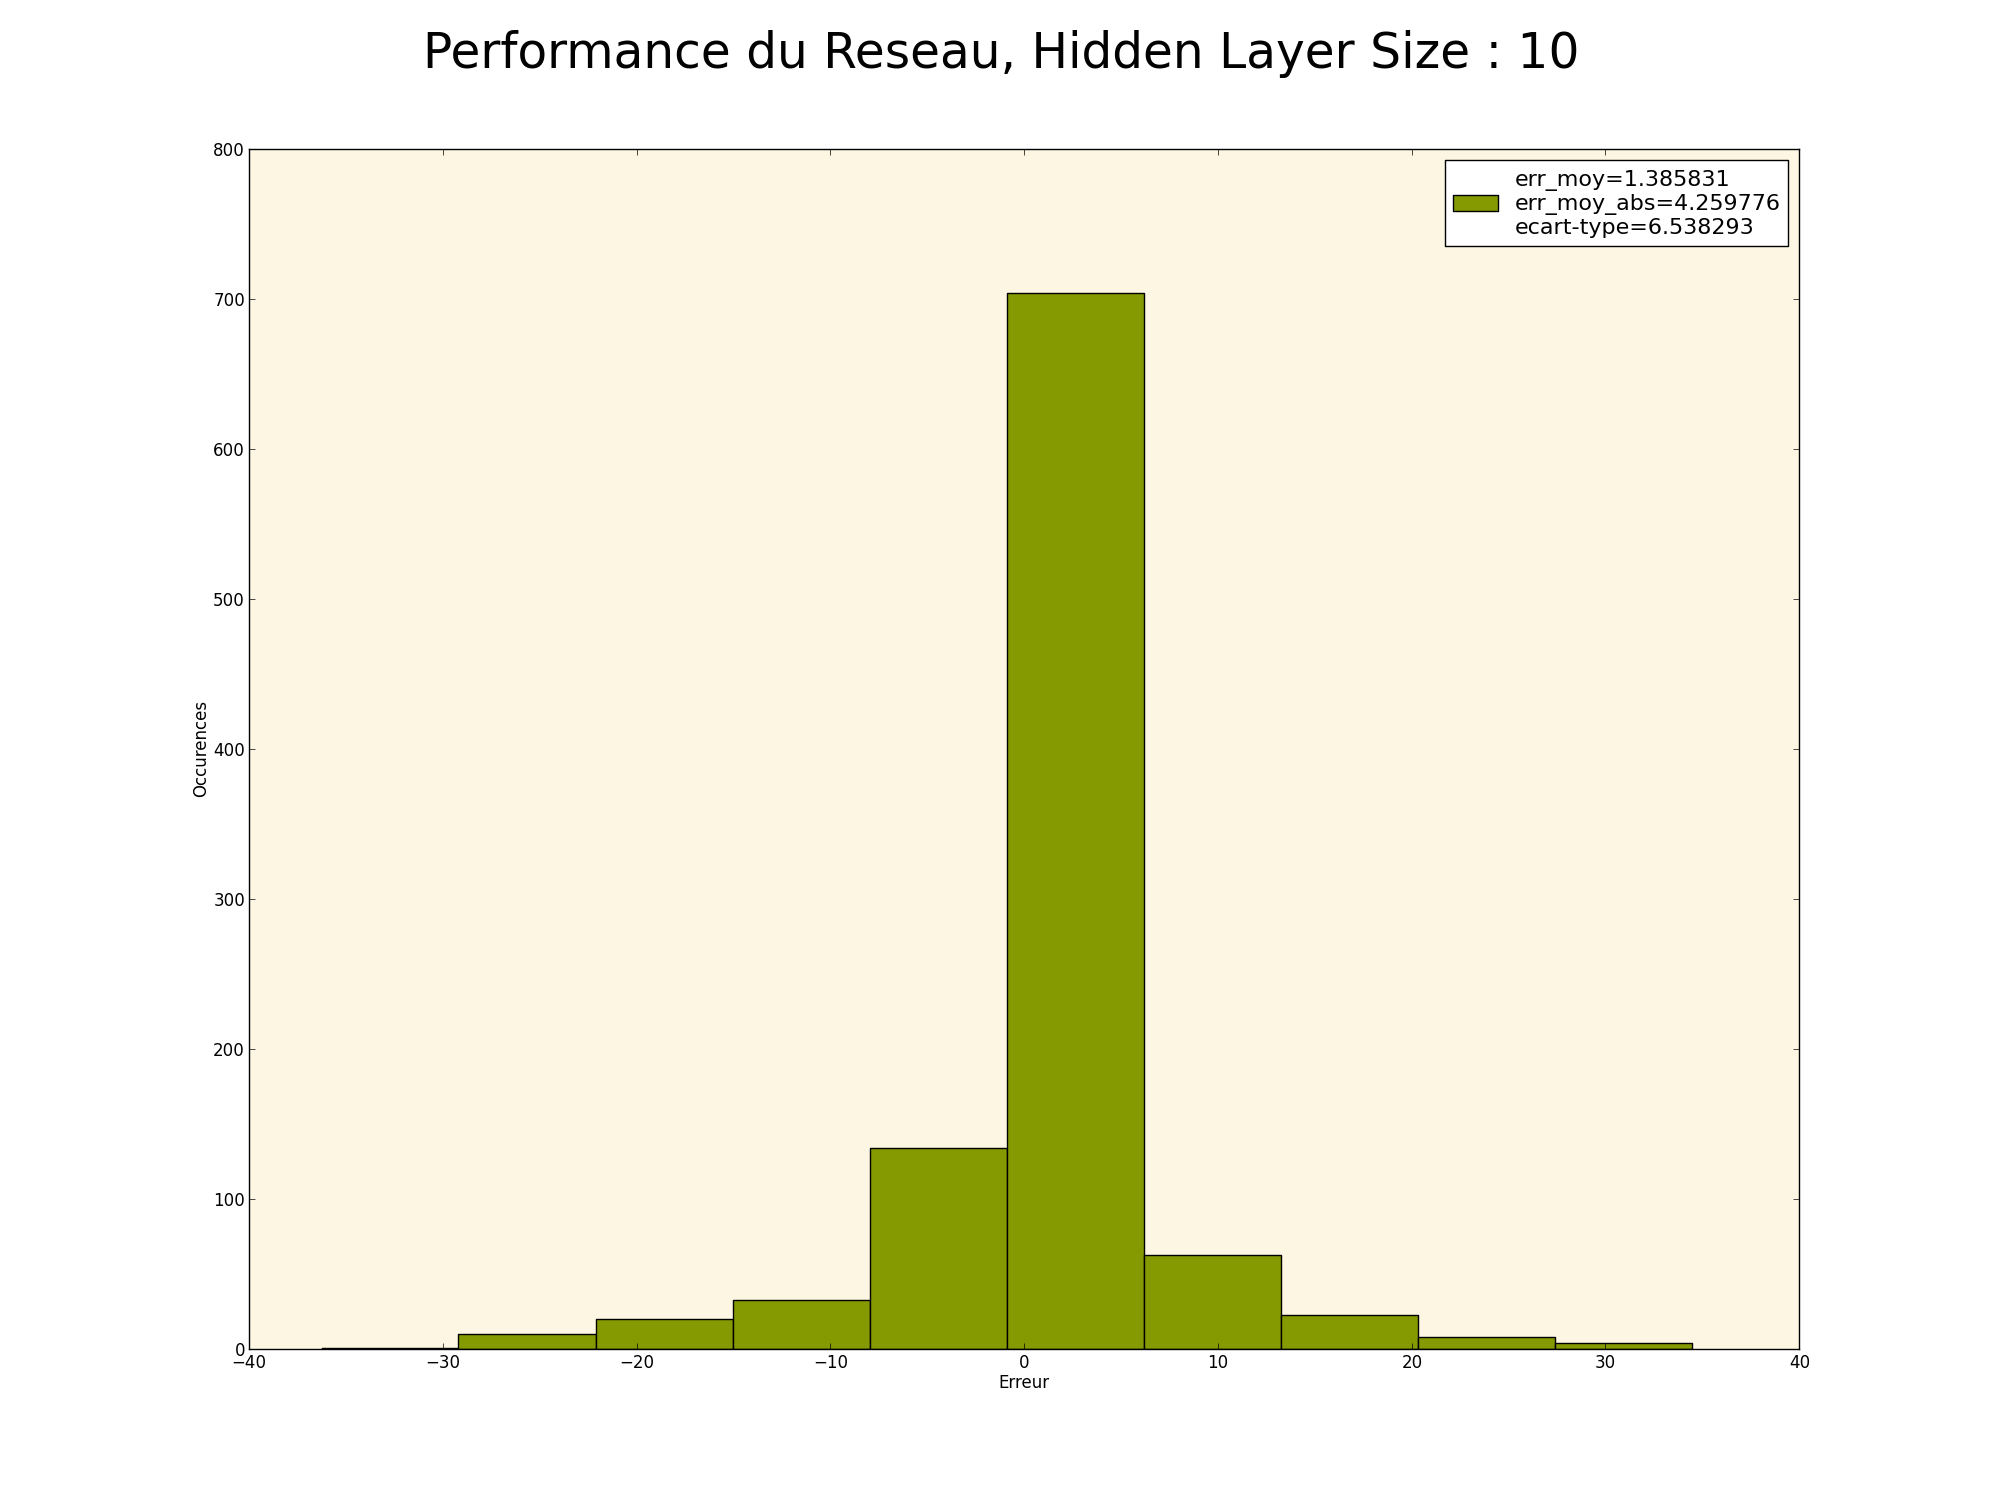 Performance du Reseau, Hidden Layer Size : 10
err_moy=1.385831
err_moy_abs=4.259776
ecart-type=6.538293
800
700
600
500
400
300
200
100
0
Occurences
−40 −30 −20 −10 0 10 20 30 40
Erreur